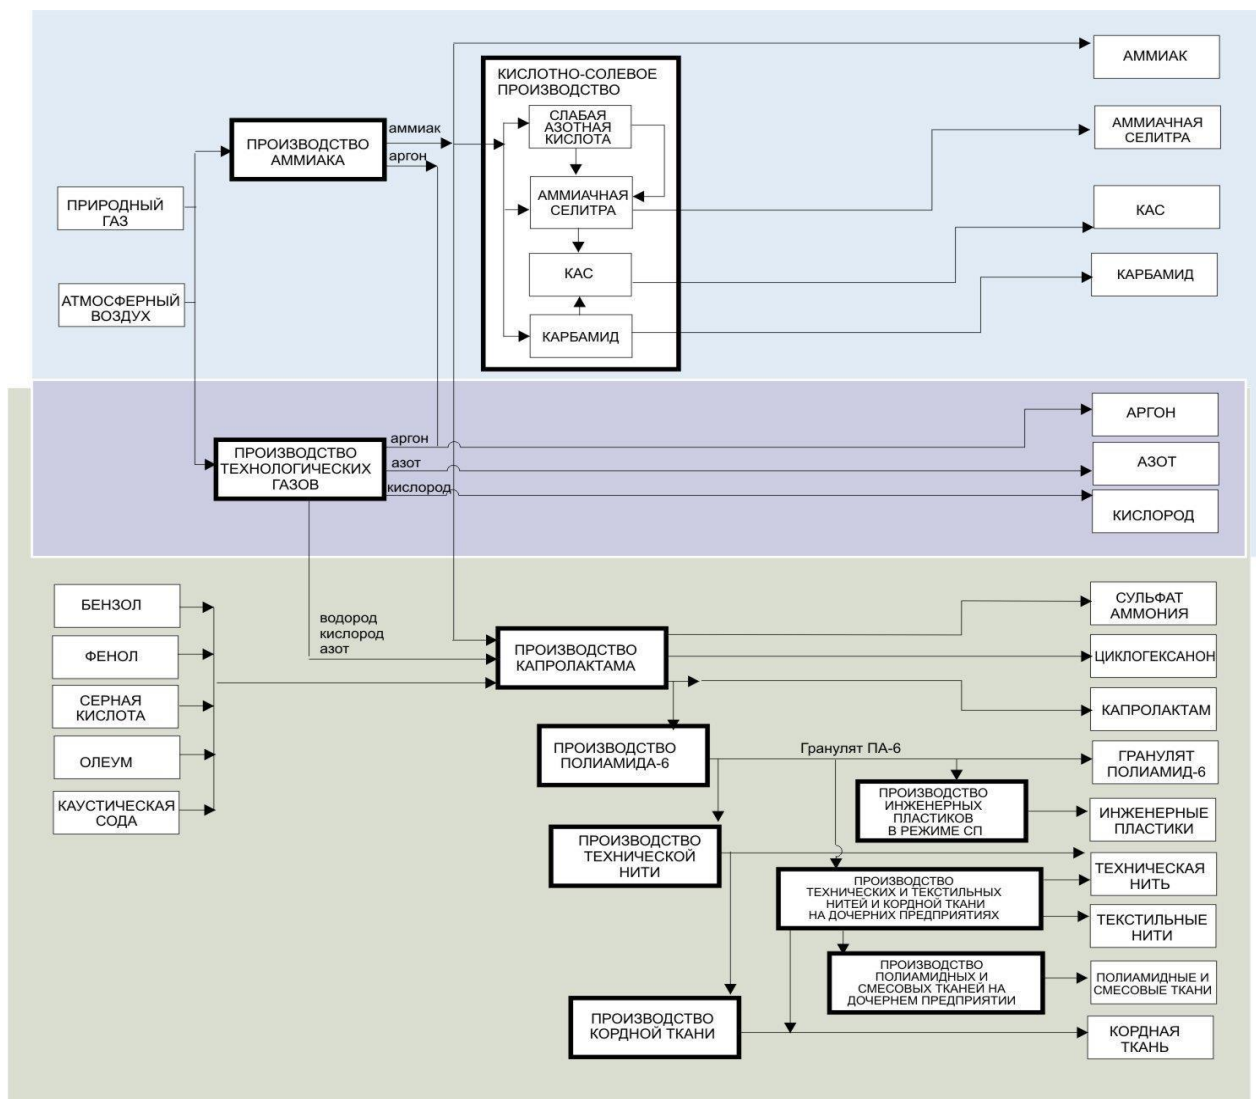 АММИАК
КИСЛОТНО-СОЛЕВОЕ
ПРОИЗВОДСТВО
СЛАБАЯ
АЗОТНАЯ
КИСЛОТА
АММИАЧНАЯ
СЕЛИТРА
аммиак
ПРОИЗВОДСТВО
АММИАКА
аргон
АММИАЧНАЯ
СЕЛИТРА
ПРИРОДНЫЙ
ГАЗ
КАС
КАС
КАРБАМИД
АТМОСФЕРНЫЙ
ВОЗДУХ
КАРБАМИД
АРГОН
аргон
ПРОИЗВОДСТВО
ТЕХНОЛОГИЧЕСКИХ
ГАЗОВ
азот
АЗОТ
кислород
КИСЛОРОД
БЕНЗОЛ
СУЛЬФАТ
АММОНИЯ
водород
кислород
азот
ФЕНОЛ
ПРОИЗВОДСТВО
КАПРОЛАКТАМА
ЦИКЛОГЕКСАНОН
СЕРНАЯ
КИСЛОТА
КАПРОЛАКТАМ
ОЛЕУМ
ПРОИЗВОДСТВО
ПОЛИАМИДА-6
Гранулят ПА-6
ГРАНУЛЯТ
ПОЛИАМИД-6
КАУСТИЧЕСКАЯ
СОДА
ПРОИЗВОДСТВО
ИНЖЕНЕРНЫХ
ПЛАСТИКОВ
В РЕЖИМЕ СП
ИНЖЕНЕРНЫЕ
ПЛАСТИКИ
ПРОИЗВОДСТВО
ТЕХНИЧЕСКОЙ
НИТИ
ТЕХНИЧЕСКАЯ
НИТЬ
ПРОИЗВОДСТВО
ТЕХНИЧЕСКИХ И ТЕКСТИЛЬНЫХ
НИТЕЙ И КОРДНОЙ ТКАНИ
НА ДОЧЕРНИХ ПРЕДПРИЯТИЯХ
ТЕКСТИЛЬНЫЕ
НИТИ
ПРОИЗВОДСТВО
ПОЛИАМИДНЫХ И
СМЕСОВЫХ ТКАНЕЙ НА
ДОЧЕРНЕМ ПРЕДПРИЯТИИ
ПОЛИАМИДНЫЕ И
СМЕСОВЫЕ ТКАНИ
ПРОИЗВОДСТВО
КОРДНОЙ ТКАНИ
КОРДНАЯ
ТКАНЬ